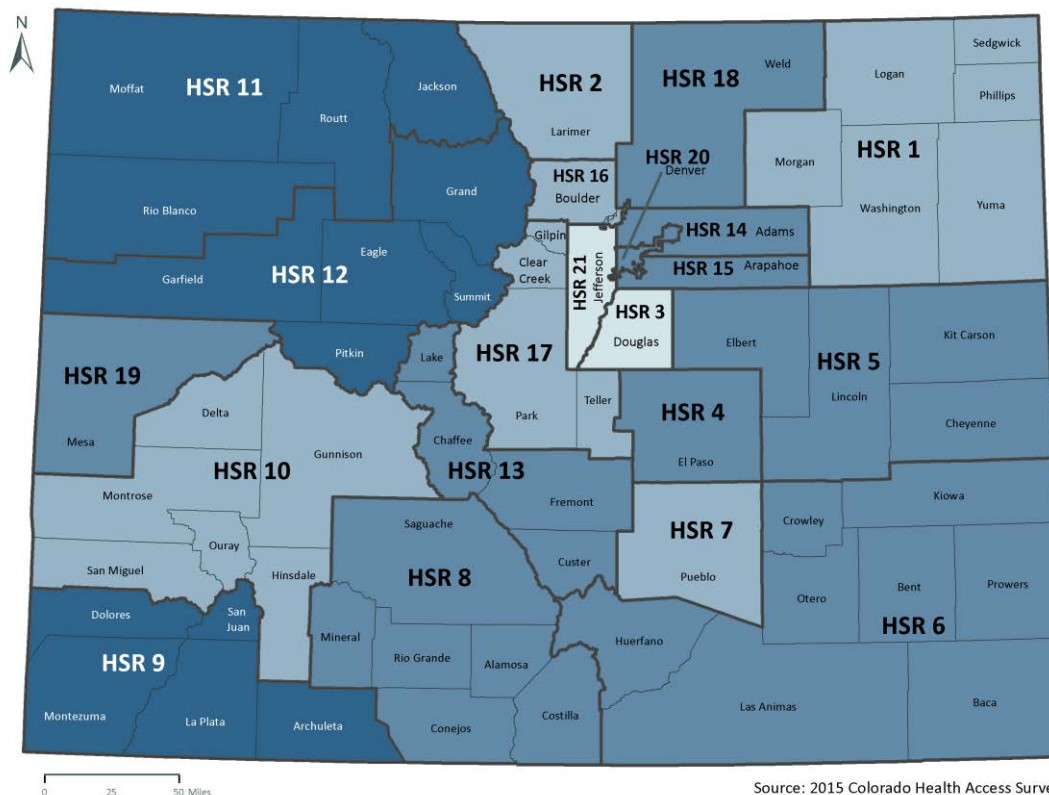 N
Sedgwick
Weld
Logan
HSR 2
HSR 18
Jackson
HSR 11
Moffat
Phillips
Routt
Larimer
HSR 1
HSR 20
Morgan
Denver
HSR 16
Grand
Boulder
Rio Blanco
Washington
Yuma
Gilpin
HSR 14 Adams
Eagle
Clear
Creek
HSR 21
Jefferson
HSR 15 Arapahoe
HSR 12
Garfield
Summit
HSR 3
Douglas
Kit Carson
Elbert
Pitkin
Lake
HSR 17
HSR 5
HSR 19
Lincoln
Teller
HSR 4
Delta
Park
Cheyenne
Mesa
Chaffee
Gunnison
El Paso
HSR 10
HSR 13
Montrose
Fremont
Kiowa
Saguache
Crowley
HSR 7
Ouray
Custer
San Miguel
Hinsdale
HSR 8
Pueblo
Bent
Prowers
Otero
Dolores
San
Juan
HSR 6
Mineral
Huerfano
Rio Grande
Alamosa
HSR 9
Montezuma
La Plata
Archuleta
Conejos
Costilla
Las Animas
Baca
0 25 50 Miles
Source: 2015 Colorado Health Access Surve